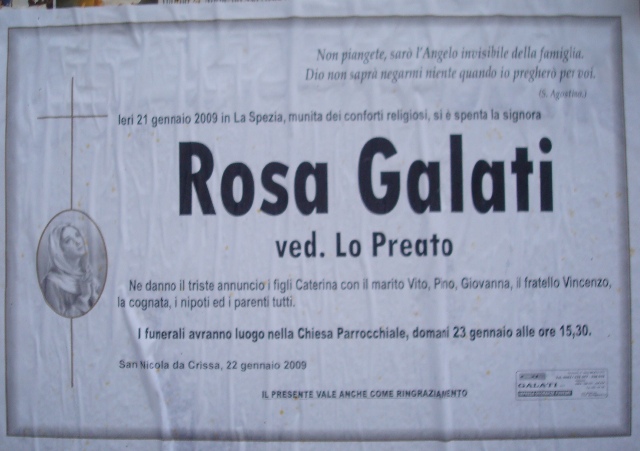 Non piangete, sarò l'Angelo invisibile della famiglia.
Dio non saprà negarmi niente quando io pregherò per voi.
(S. Agostino)
Ieri 21 gennaio 2009 in La Spezia, munita dei conforti religiosi, si è spenta la signora
Rosa Galati
ved. Lo Preato
Ne danno il triste annuncio i figli Caterina con il marito Vito, Pino, Giovanna, il fratello Vincenzo,
la cognata, i nipoti ed i parenti tutti.
I funerali avranno luogo nella Chiesa Parrocchiale, domani 23 gennaio alle ore 15,30.
San Nicola da Crissa, 22 gennaio 2009
IL PRESENTE VALE ANCHE COME RINGRAZIAMENTO
GALATI